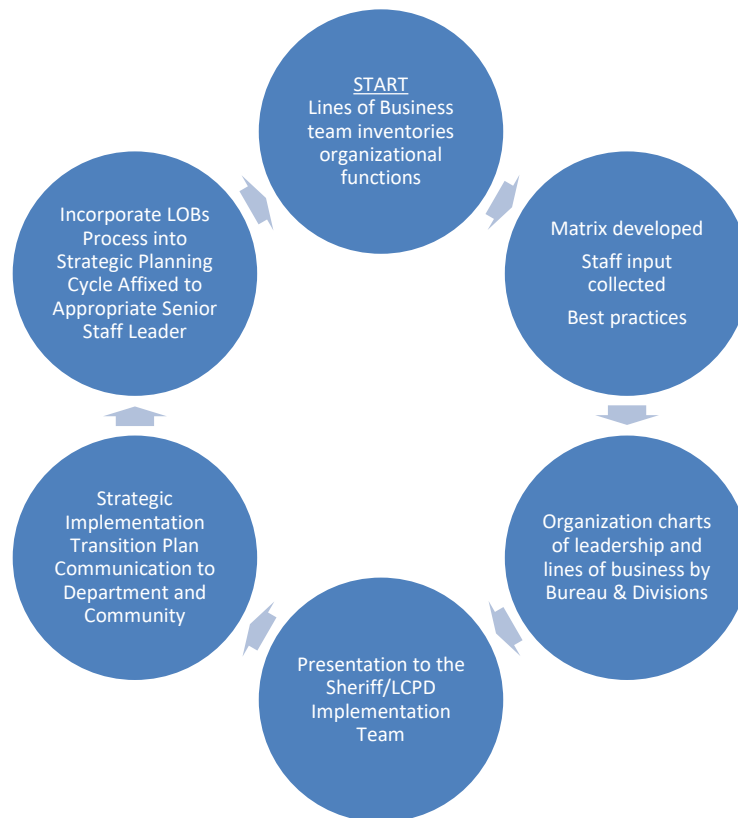 START
Lines of Business
team inventories
organizational
functions
Matrix developed
Staff input
collected
Best practices
Organization charts
of leadership and
lines of business by
Bureau & Divisions
Presentation to the
Sheriff/LCPD
Implementation
Team
Strategic
Implementation
Transition Plan
Communication to
Department and
Community
Incorporate LOBs
Process into
Strategic Planning
Cycle Affixed to
Appropriate Senior
Staff Leader